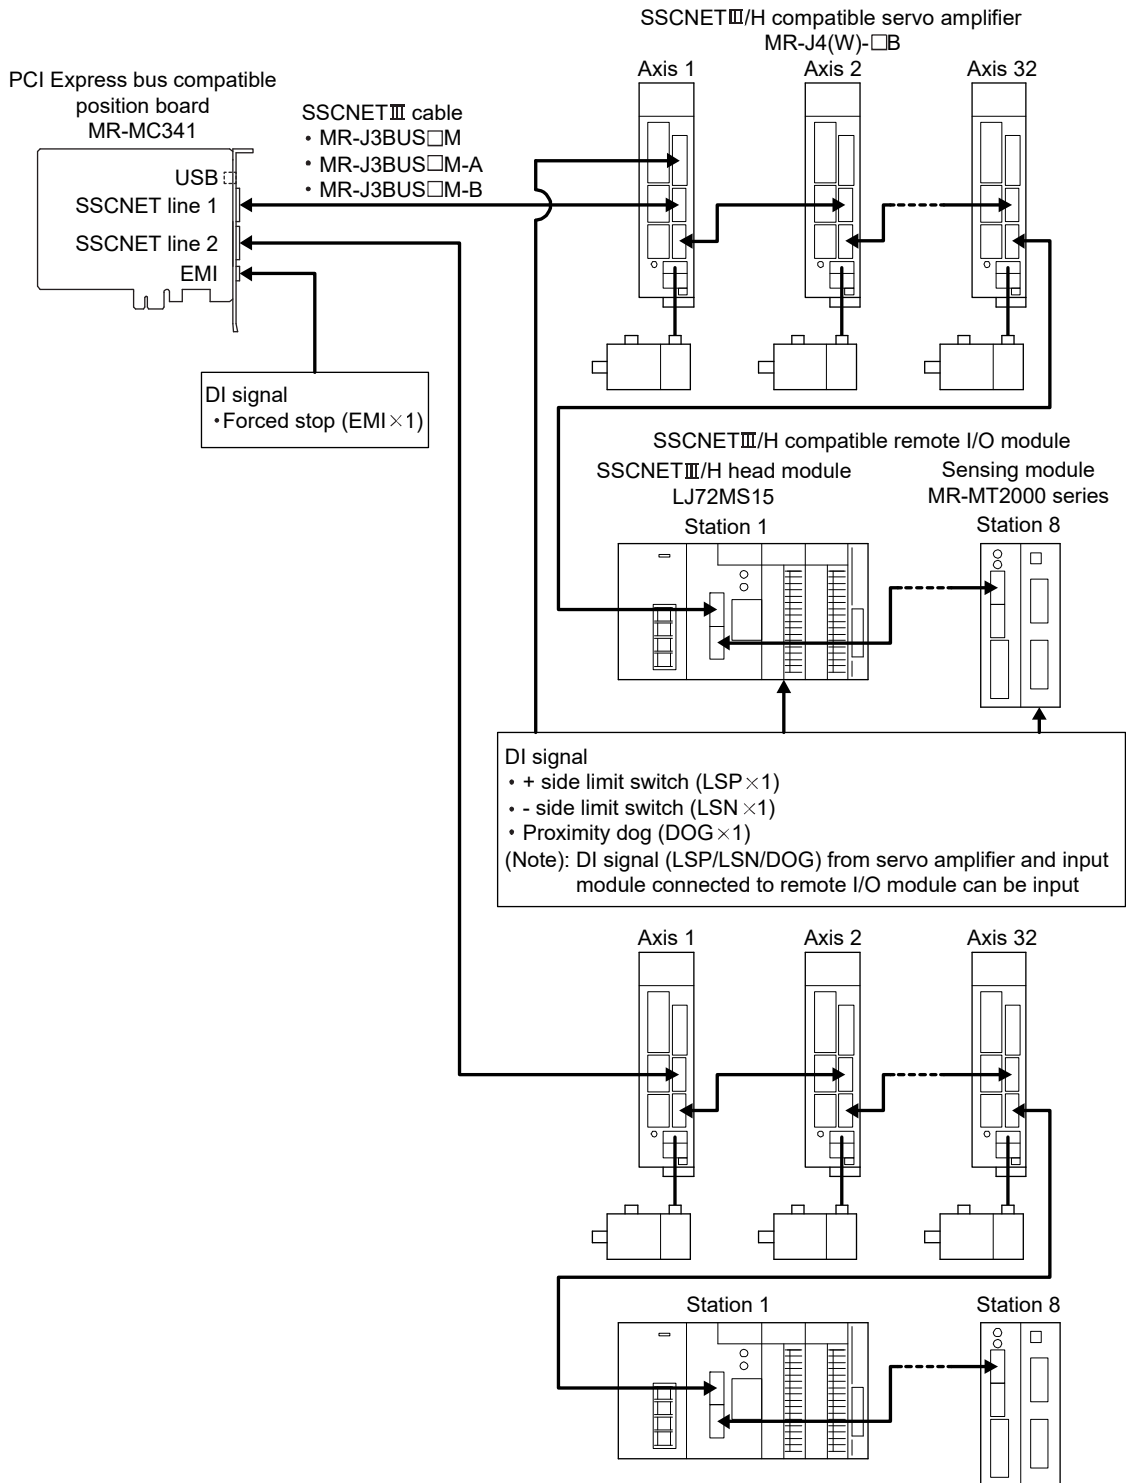 SSCNETⅢ/H compatible servo amplifier
MR-J4(W)-□B
Axis 1
Axis 2
Axis 32
PCI Express bus compatible
position board
MR-MC341
SSCNETⅢ cable
・MR-J3BUS□M
・MR-J3BUS□M-A
・MR-J3BUS□M-B
USB
SSCNET line 1
SSCNET line 2
EMI
DI signal
・Forced stop (EMI×1)
SSCNETⅢ/H compatible remote I/O module
SSCNETⅢ/H head module
LJ72MS15
Station 1
Sensing module
MR-MT2000 series
Station 8
DI signal
・+ side limit switch (LSP×1)
・- side limit switch (LSN×1)
・Proximity dog (DOG×1)
(Note): DI signal (LSP/LSN/DOG) from servo amplifier and input
module connected to remote I/O module can be input
Axis 1
Axis 2
Axis 32
Station 1
Station 8